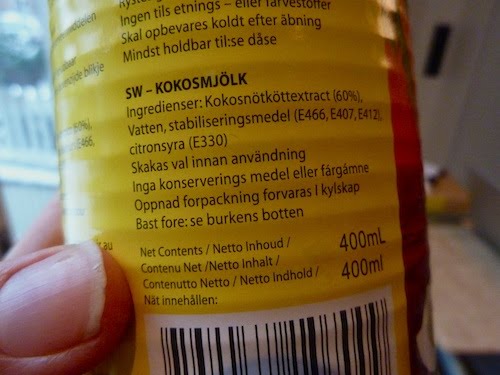 Ingen tils etnings – eller farvestoffer
Skal opbevares koldt efter åbning
Mindst holdbar til:se dåse
SW – KOKOSMJÖLK
Ingredienser: Kokosnötköttextract (60%),
Vatten, stabiliseringsmedel (E466, E407, E412),
citronsyra (E330)
Skakas val innan användning
Inga konserverings medel eller färgämne
Oppnad forpackning forvaras I kylskap
Bast fore: se burkens botten
Net Contents / Netto Inhoud /
Contenu Net /Netto Inhalt /
Contenutto Netto / Netto Indhold /
Nät innehållen:
400mL
400ml